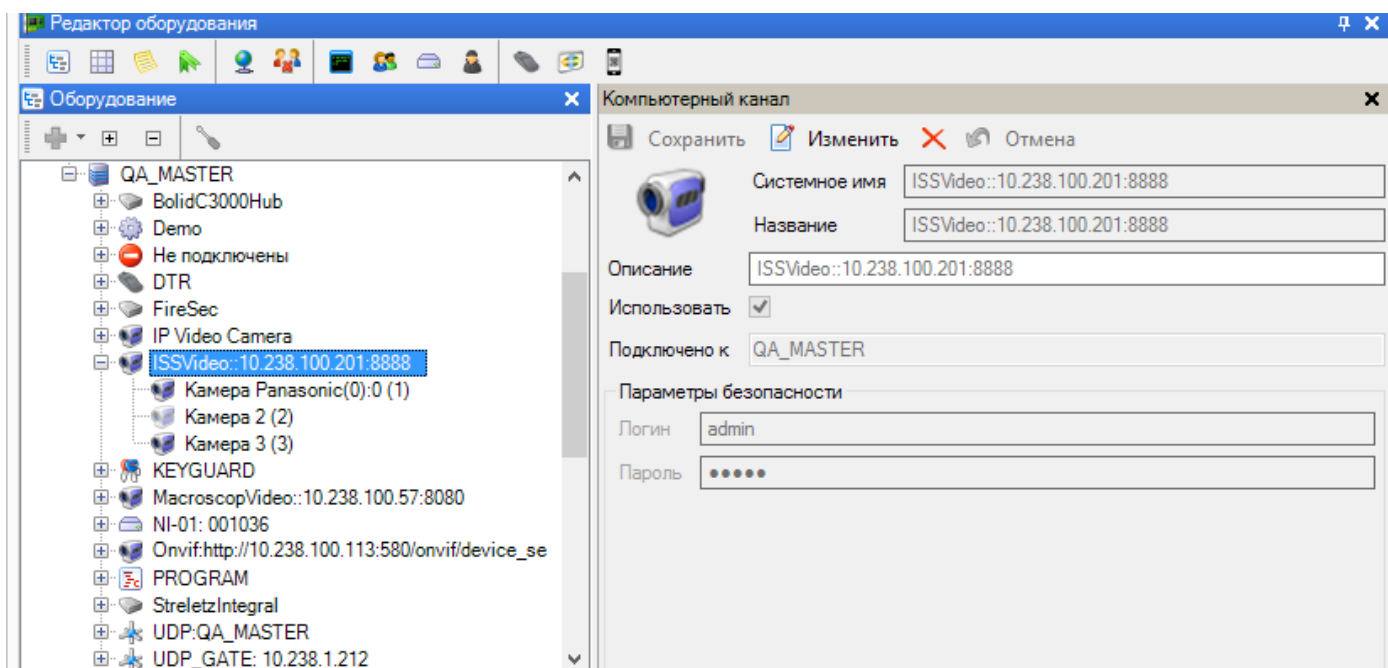 Редактор оборудования
Оборудование
QA_MASTER
BolidC3000Hub
Demo
Не подключены
DTR
FireSec
IP Video Camera
ISSVideo::10.238.100.201:8888
Камера Panasonic(0):0 (1)
Камера 2 (2)
Камера 3 (3)
KEYGUARD
MacroscopVideo::10.238.100.57:8080
NI-01: 001036
Onvif:http://10.238.100.113:580/onvif/device_se
PROGRAM
StreletzIntegral
UDP:QA_MASTER
UDP_GATE: 10.238.1.212
Компьютерный канал
Сохранить Изменить Отмена
Системное имя ISSVideo::10.238.100.201:8888
Название ISSVideo::10.238.100.201:8888
Описание ISSVideo::10.238.100.201:8888
Использовать
Подключено к QA_MASTER
Параметры безопасности
Логин admin
Пароль •••••